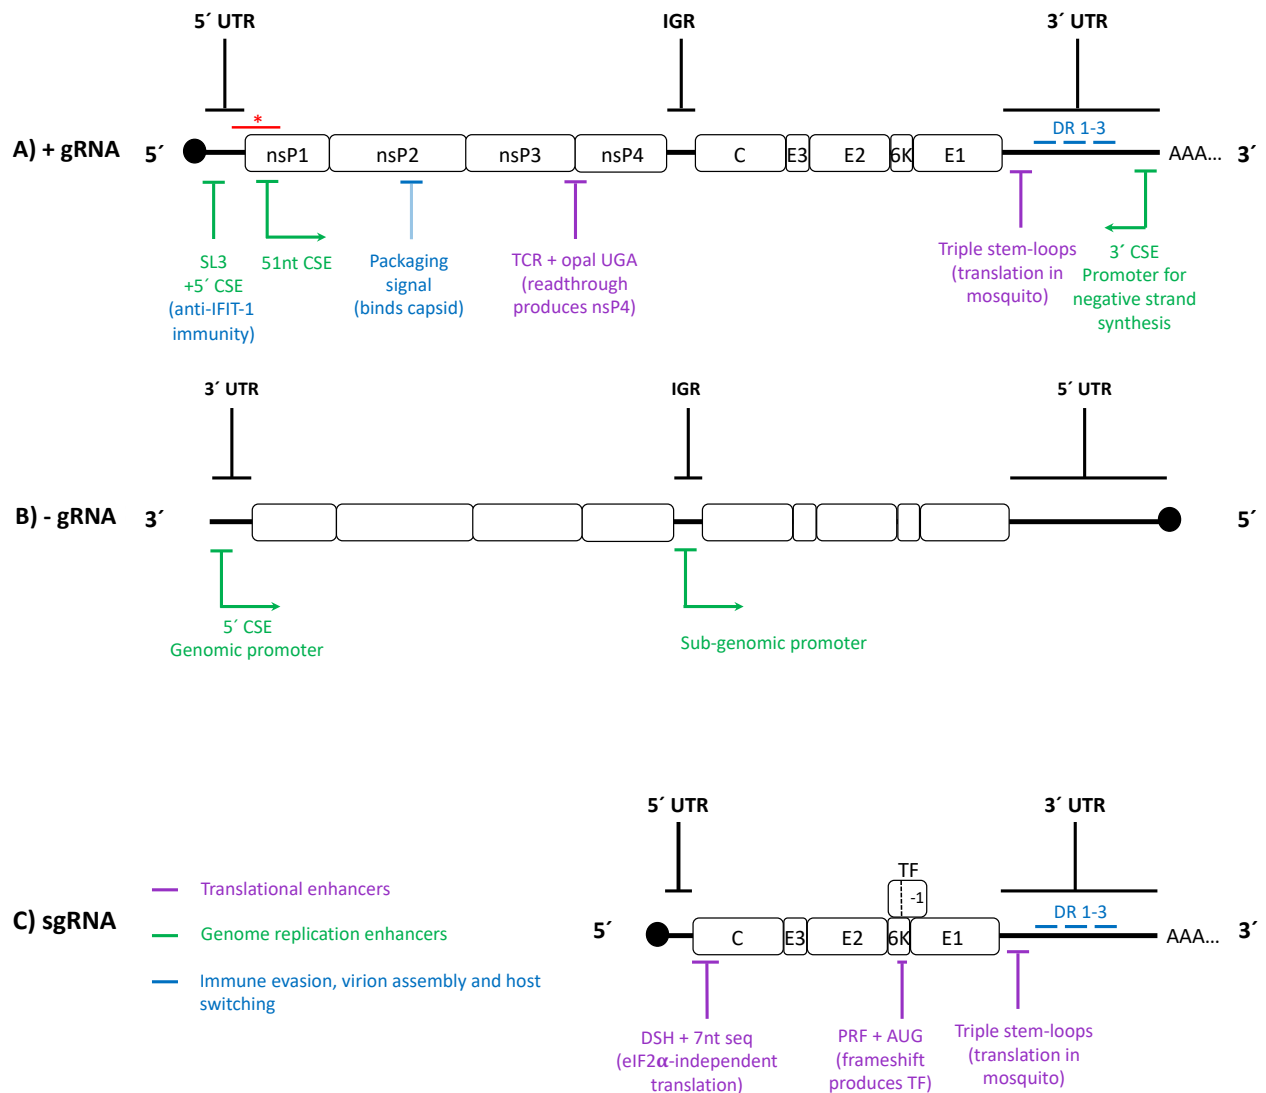 5´ UTR
IGR
3´ UTR
*
DR 1-3
A) + gRNA
5´
nsP1
nsP2
nsP3
nsP4
C
E3
E2
6K
E1
AAA...
3´
SL3
+5´ CSE
(anti-IFIT-1
immunity)
51nt CSE
Packaging
signal
(binds capsid)
TCR + opal UGA
(readthrough
produces nsP4)
Triple stem-loops
(translation in
mosquito)
3´ CSE
Promoter for
negative strand
synthesis
3´ UTR
IGR
5´ UTR
B) - gRNA
3´
5´
5´ CSE
Genomic promoter
Sub-genomic promoter
5´ UTR
3´ UTR
TF
-1
DR 1-3
Translational enhancers
Genome replication enhancers
Immune evasion, virion assembly and host
switching
C) sgRNA
5´
C
E3
E2
6K
E1
AAA...
3´
DSH + 7nt seq
(eIF2α-independent
translation)
PRF + AUG
(frameshift
produces TF)
Triple stem-loops
(translation in
mosquito)